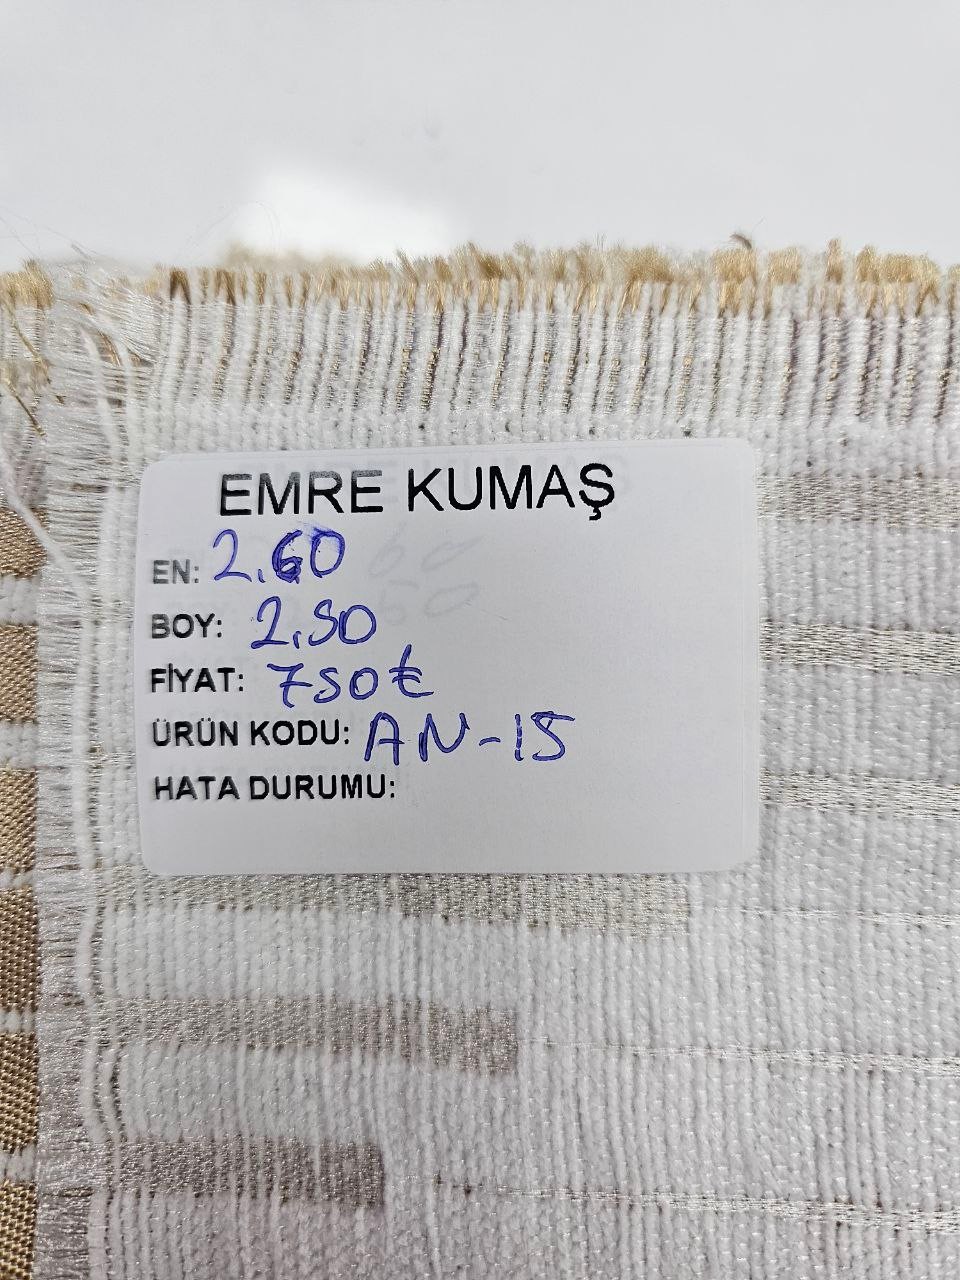 EMRE KUMAŞ
EN: 2.60
BOY: 2.50
FİYAT: 750₺
ÜRÜN KODU: AN-15
HATA DURUMU: